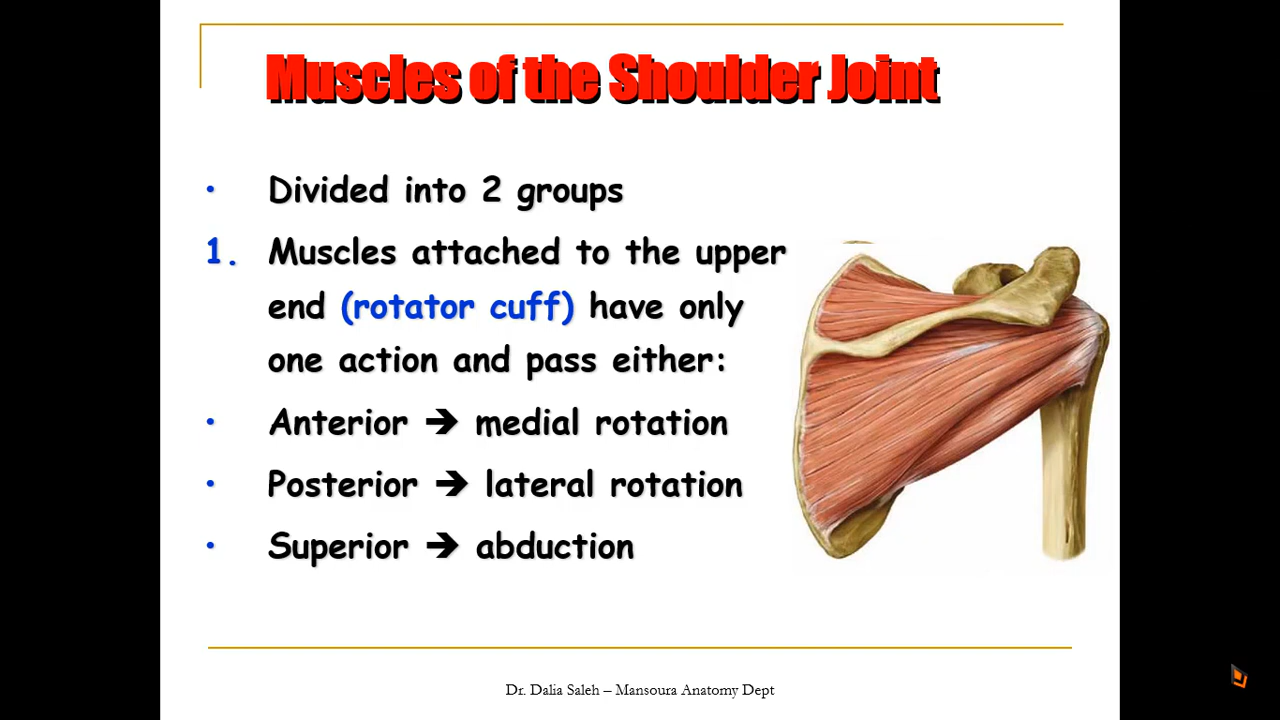 Muscles of the Shoulder Joint
• Divided into 2 groups
1. Muscles attached to the upper
end (rotator cuff) have only
one action and pass either:
• Anterior ➔ medial rotation
• Posterior ➔ lateral rotation
• Superior ➔ abduction
Dr. Dalia Saleh – Mansoura Anatomy Dept